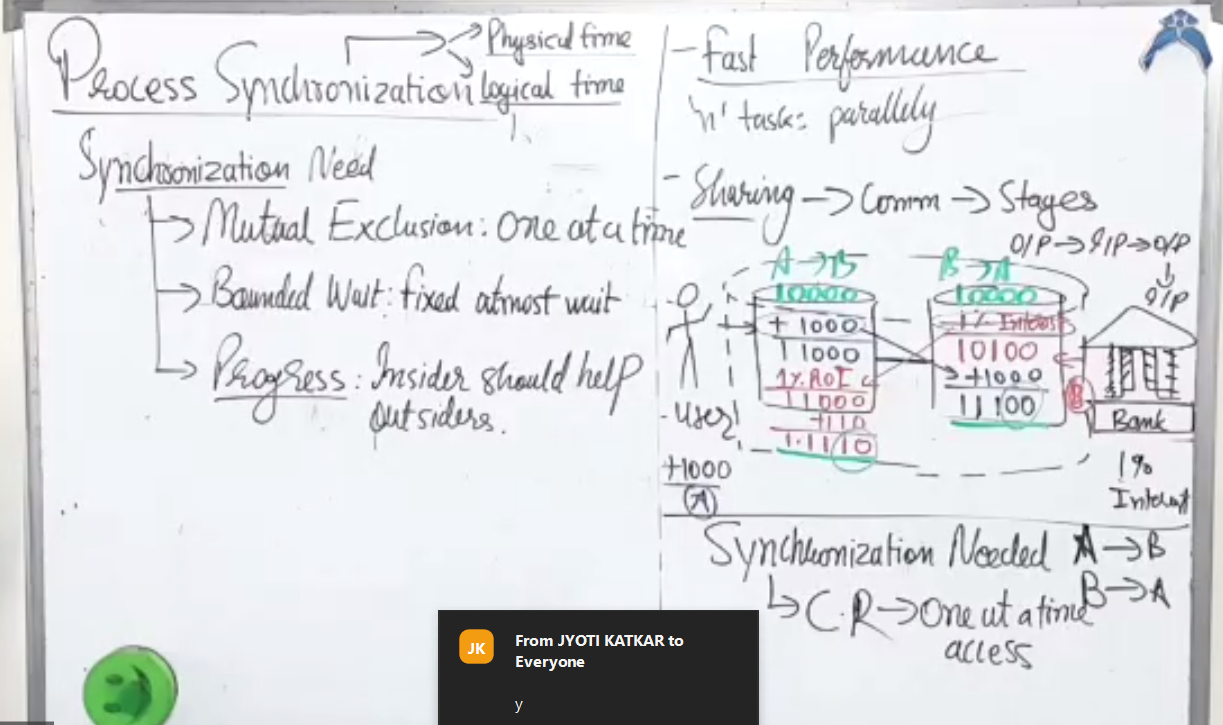 Process Synchronization
Physical time
logical time
Synchronization Need
Mutual Exclusion: One at a time
Bounded Wait: fixed atmost wait
Progress: Insider should help
outsiders.
- Fast Performance
'n' task: parallely
- Sharing → Comm → Stages
O/P → I/P → O/P
I/P
A → B
10000
+ 1000
11000
1% RoI
11000
+110
11110
B → A
10000
1% Interest
10100
+1000
11100
- User
+1000
A
B
Bank
1%
Interest
Synchronization Needed A → B
B → A
C.R → One at a time
access
JK
From JYOTI KATKAR to
Everyone
y